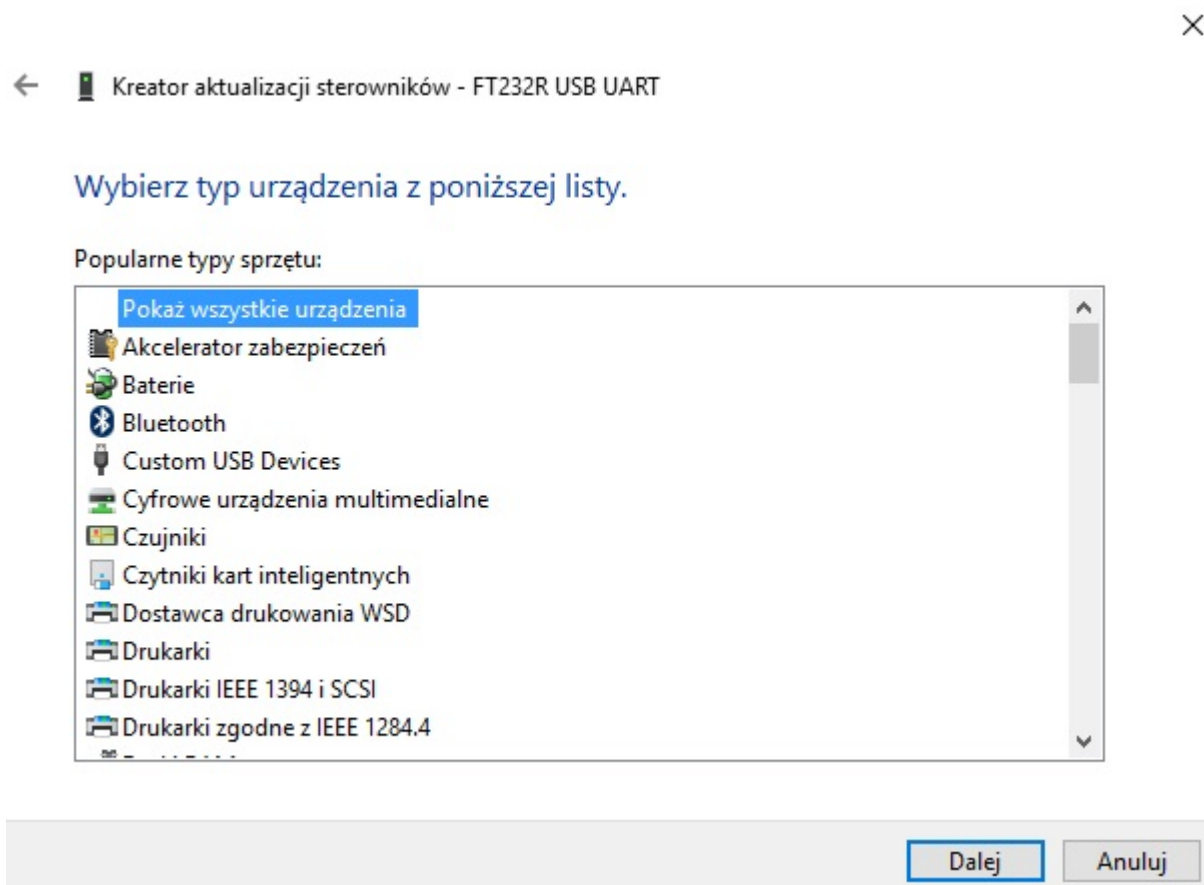 Kreator aktualizacji sterowników - FT232R USB UART
Wybierz typ urządzenia z poniższej listy.
Popularne typy sprzętu:
Pokaż wszystkie urządzenia
Akcelerator zabezpieczeń
Baterie
Bluetooth
Custom USB Devices
Cyfrowe urządzenia multimedialne
Czujniki
Czytniki kart inteligentnych
Dostawca drukowania WSD
Drukarki
Drukarki IEEE 1394 i SCSI
Drukarki zgodne z IEEE 1284.4
Dalej Anuluj